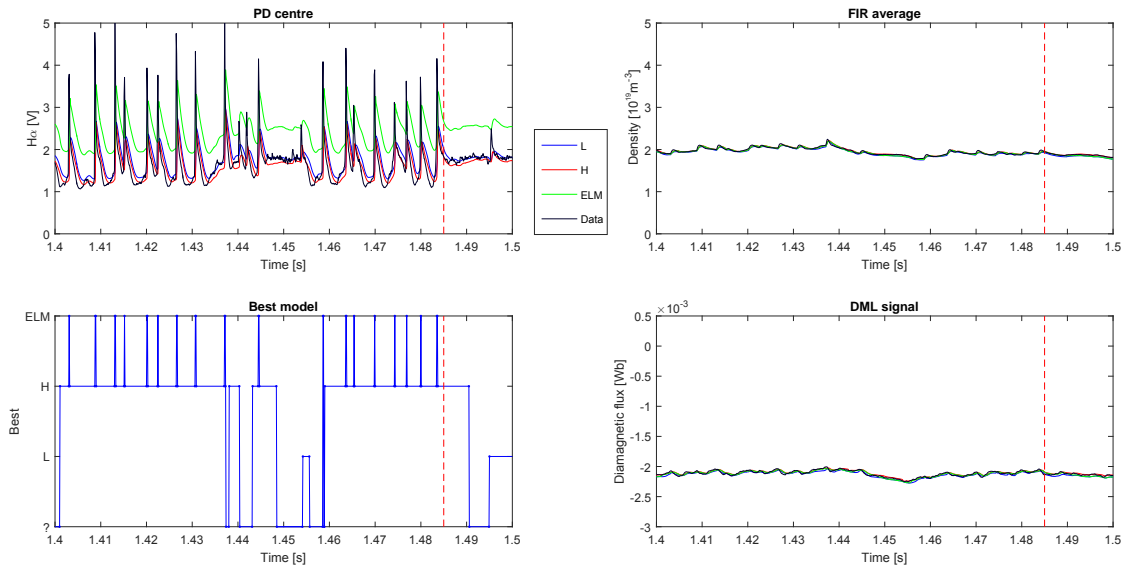 PD centre
5
4
3
2
1
0
Hα [V]
1.4 1.41 1.42 1.43 1.44 1.45 1.46 1.47 1.48 1.49 1.5
Time [s]
L
H
ELM
Data
FIR average
5
4
3
2
1
0
Density [10^19 m^-3]
1.4 1.41 1.42 1.43 1.44 1.45 1.46 1.47 1.48 1.49 1.5
Time [s]
Best model
ELM
H
L
?
Best
1.4 1.41 1.42 1.43 1.44 1.45 1.46 1.47 1.48 1.49 1.5
Time [s]
DML signal
×10^-3
0.5
0
-0.5
-1
-1.5
-2
-2.5
-3
Diamagnetic flux [Wb]
1.4 1.41 1.42 1.43 1.44 1.45 1.46 1.47 1.48 1.49 1.5
Time [s]